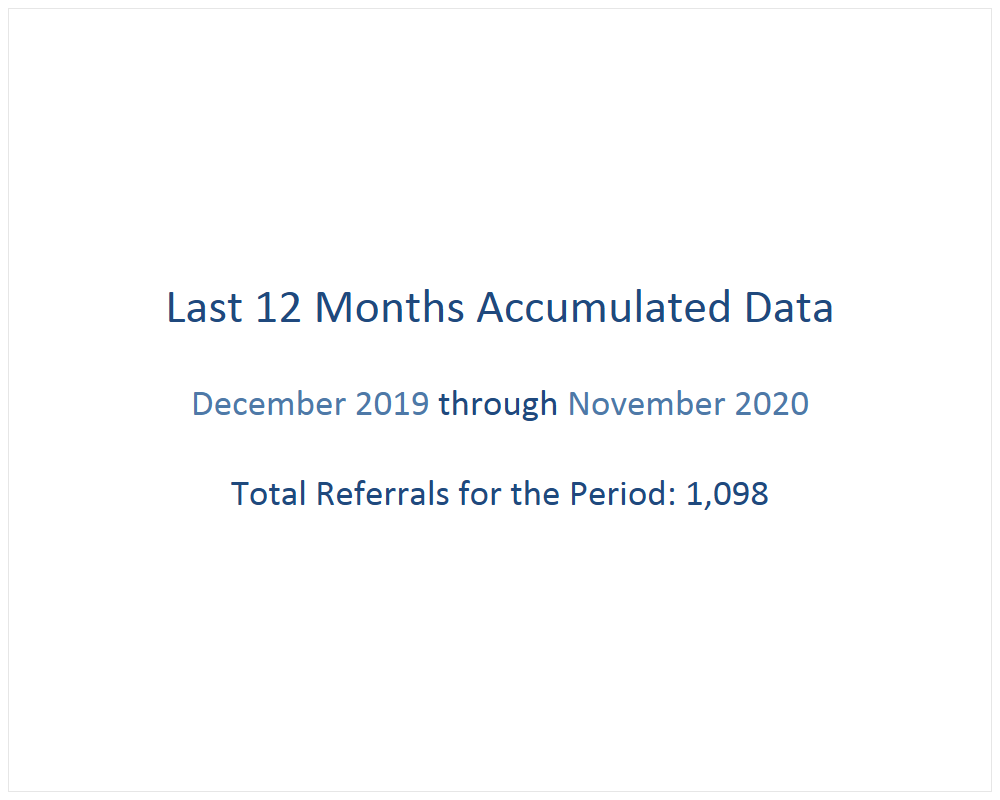 Last 12 Months Accumulated Data
December 2019 through November 2020
Total Referrals for the Period: 1,098